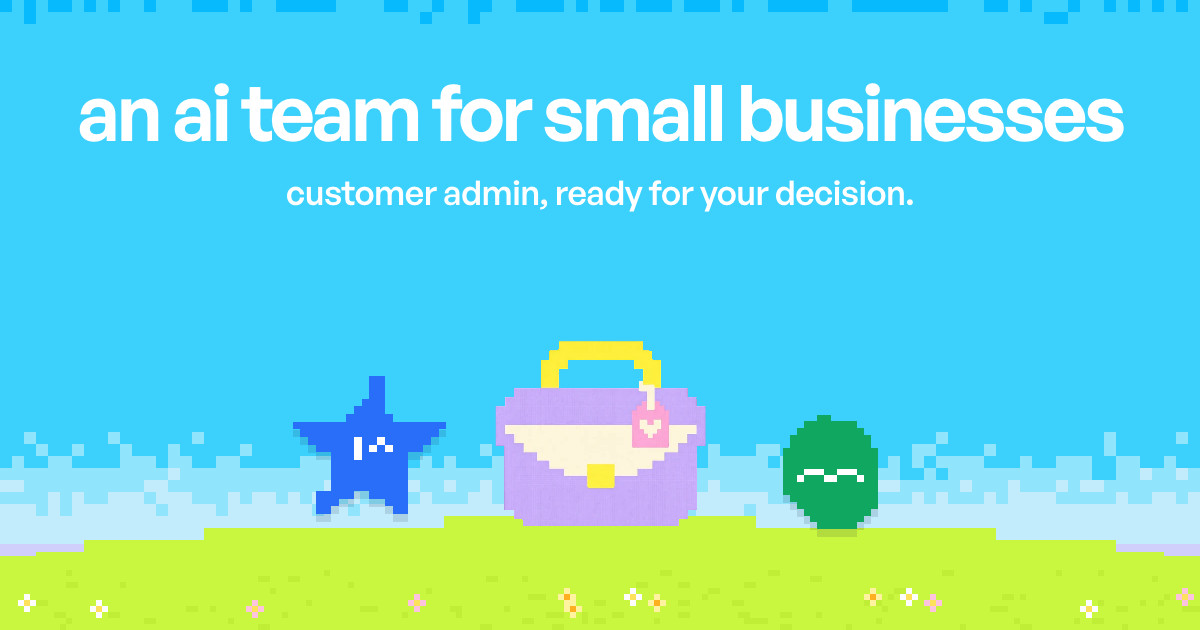 an ai team for small businesses
customer admin, ready for your decision.